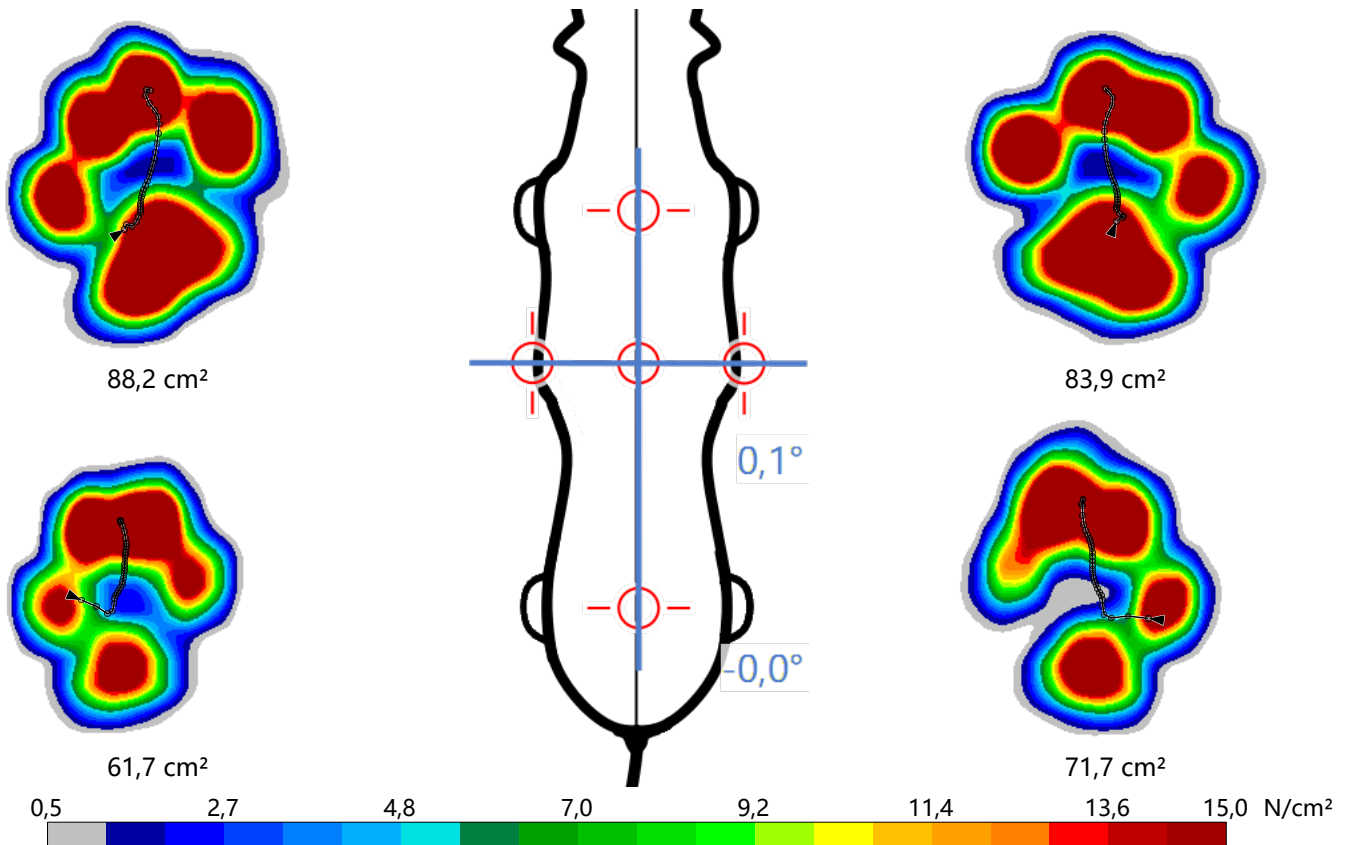 88,2 cm²
83,9 cm²
0,1°
-0,0°
61,7 cm²
71,7 cm²
0,5 2,7 4,8 7,0 9,2 11,4 13,6 15,0 N/cm²